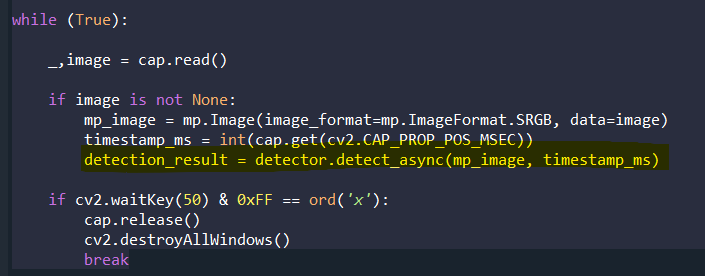 while (True):
_,image = cap.read()
if image is not None:
mp_image = mp.Image(image_format=mp.ImageFormat.SRGB, data=image)
timestamp_ms = int(cap.get(cv2.CAP_PROP_POS_MSEC))
detection_result = detector.detect_async(mp_image, timestamp_ms)
if cv2.waitKey(50) & 0xFF == ord('x'):
cap.release()
cv2.destroyAllWindows()
break